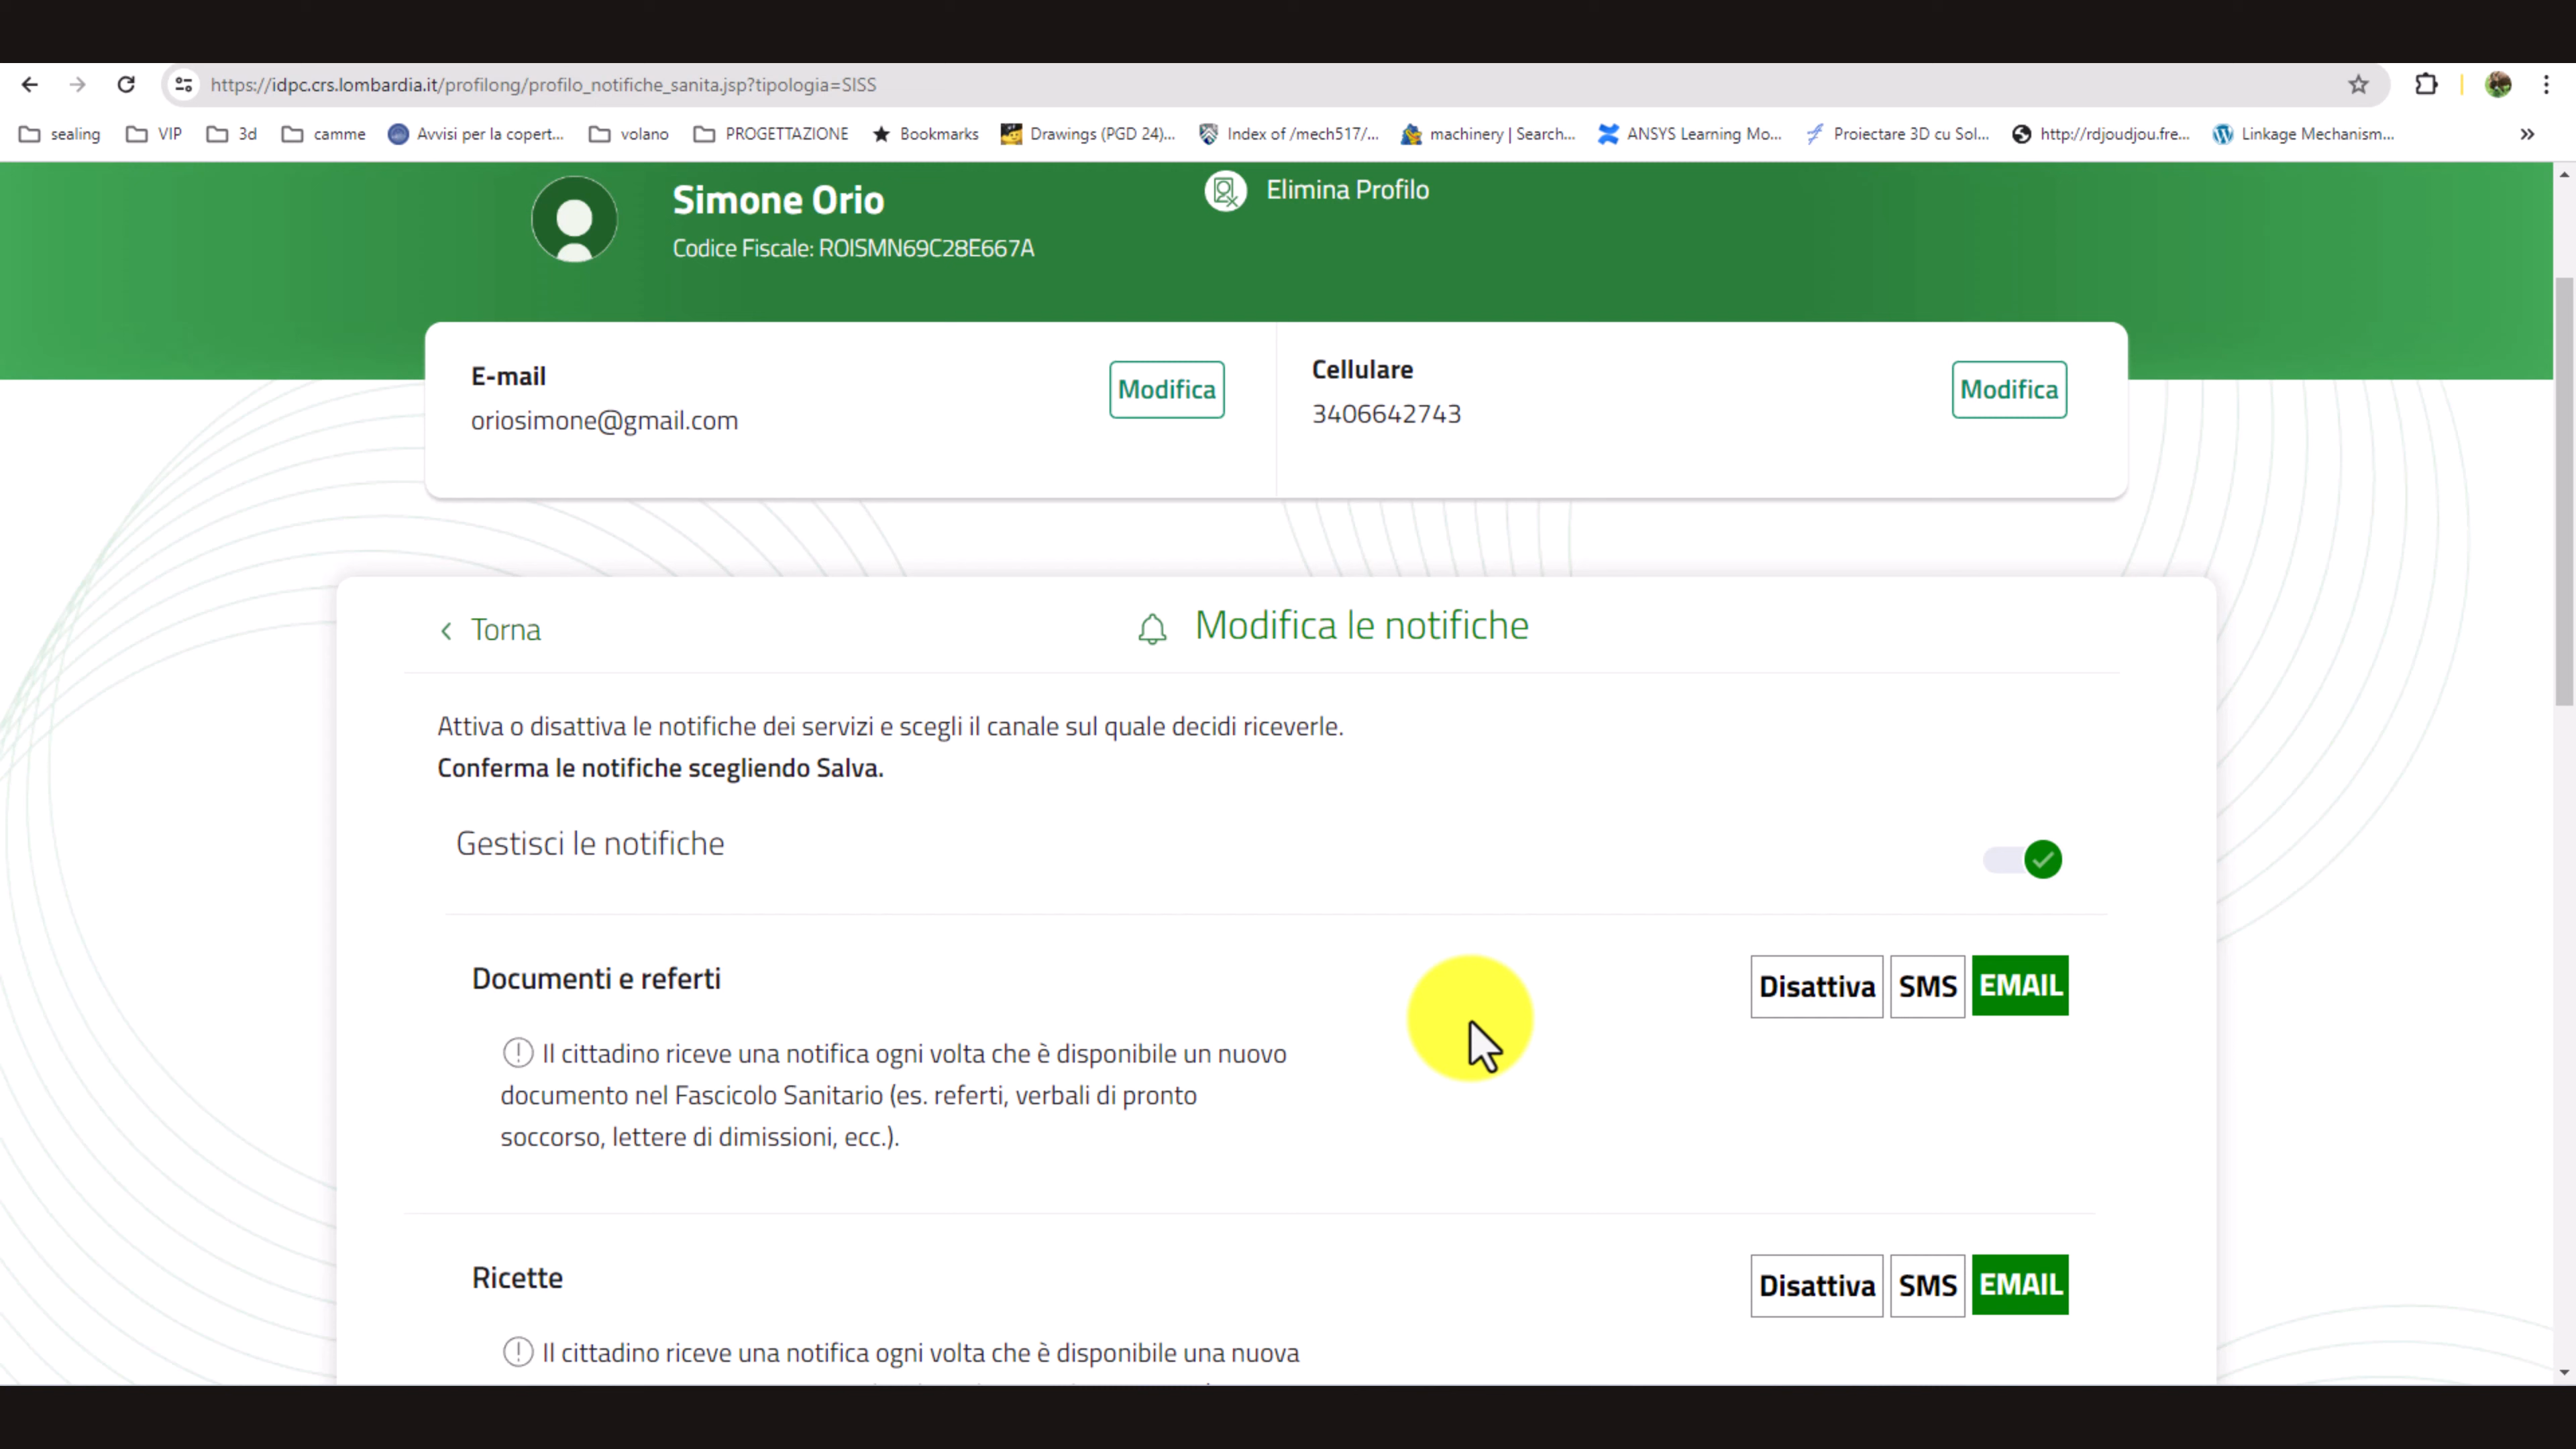 https://idpc.crs.lombardia.it/profilong/profilo_notifiche_sanita.jsp?tipologia=SISS
sealing VIP 3d camme Avvisi per la copert... volano PROGETTAZIONE Bookmarks Drawings (PGD 24)... Index of /mech517/... machinery | Search... ANSYS Learning Mo... Proiectare 3D cu Sol... http://rdjoudjou.fre... Linkage Mechanism... »
Simone Orio
Elimina Profilo
Codice Fiscale: ROISMN69C28E667A
E-mail
Modifica
oriosimone@gmail.com
Cellulare
Modifica
3406642743
Torna
Modifica le notifiche
Attiva o disattiva le notifiche dei servizi e scegli il canale sul quale decidi riceverle.
Conferma le notifiche scegliendo Salva.
Gestisci le notifiche
Documenti e referti
Disattiva SMS EMAIL
Il cittadino riceve una notifica ogni volta che è disponibile un nuovo
documento nel Fascicolo Sanitario (es. referti, verbali di pronto
soccorso, lettere di dimissioni, ecc.).
Ricette
Disattiva SMS EMAIL
Il cittadino riceve una notifica ogni volta che è disponibile una nuova